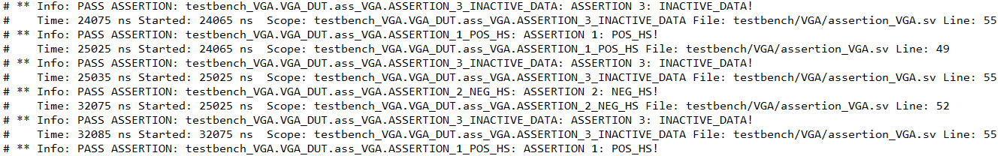 # ** Info: PASS ASSERTION: testbench_VGA.VGA_DUT.ass_VGA.ASSERTION_3_INACTIVE_DATA: ASSERTION 3: INACTIVE_DATA!
#    Time: 24075 ns Started: 24065 ns  Scope: testbench_VGA.VGA_DUT.ass_VGA.ASSERTION_3_INACTIVE_DATA File: testbench/VGA/assertion_VGA.sv Line: 55
# ** Info: PASS ASSERTION: testbench_VGA.VGA_DUT.ass_VGA.ASSERTION_1_POS_HS: ASSERTION 1: POS_HS!
#    Time: 25025 ns Started: 24065 ns  Scope: testbench_VGA.VGA_DUT.ass_VGA.ASSERTION_1_POS_HS File: testbench/VGA/assertion_VGA.sv Line: 49
# ** Info: PASS ASSERTION: testbench_VGA.VGA_DUT.ass_VGA.ASSERTION_3_INACTIVE_DATA: ASSERTION 3: INACTIVE_DATA!
#    Time: 25035 ns Started: 25025 ns  Scope: testbench_VGA.VGA_DUT.ass_VGA.ASSERTION_3_INACTIVE_DATA File: testbench/VGA/assertion_VGA.sv Line: 55
# ** Info: PASS ASSERTION: testbench_VGA.VGA_DUT.ass_VGA.ASSERTION_2_NEG_HS: ASSERTION 2: NEG_HS!
#    Time: 32075 ns Started: 25025 ns  Scope: testbench_VGA.VGA_DUT.ass_VGA.ASSERTION_2_NEG_HS File: testbench/VGA/assertion_VGA.sv Line: 52
# ** Info: PASS ASSERTION: testbench_VGA.VGA_DUT.ass_VGA.ASSERTION_3_INACTIVE_DATA: ASSERTION 3: INACTIVE_DATA!
#    Time: 32085 ns Started: 32075 ns  Scope: testbench_VGA.VGA_DUT.ass_VGA.ASSERTION_3_INACTIVE_DATA File: testbench/VGA/assertion_VGA.sv Line: 55
# ** Info: PASS ASSERTION: testbench_VGA.VGA_DUT.ass_VGA.ASSERTION_1_POS_HS: ASSERTION 1: POS_HS!